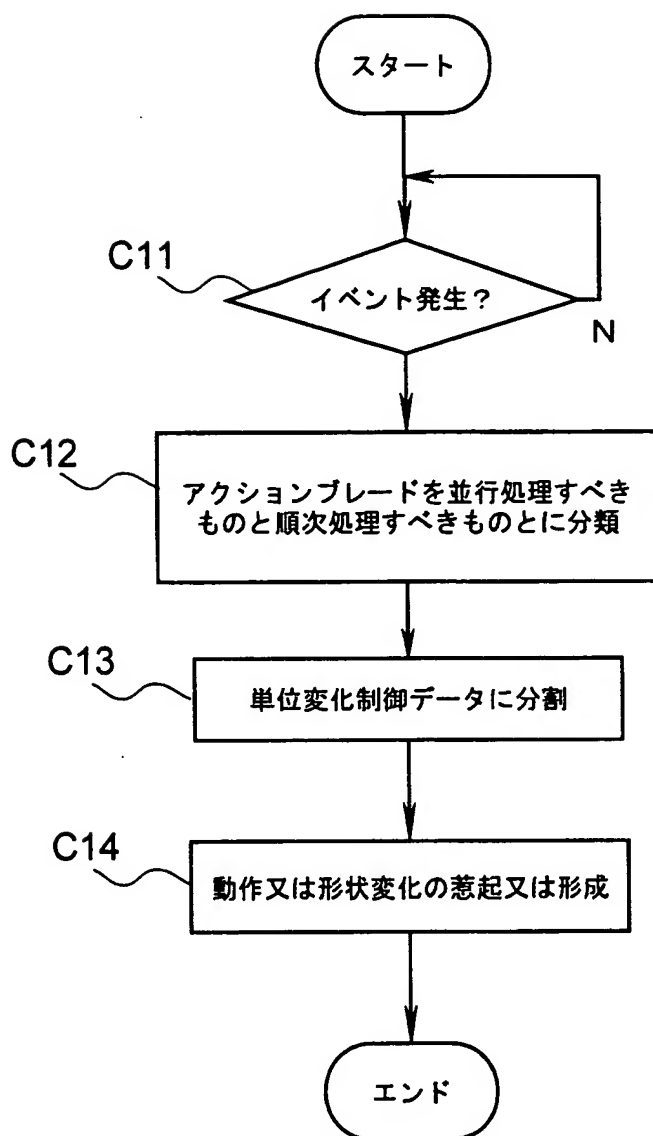 スタート
C11
イベント発生？
N
C12
アクションブレードを並行処理すべき
ものと順次処理すべきものとに分類
C13
単位変化制御データに分割
C14
動作又は形状変化の惹起又は形成
エンド